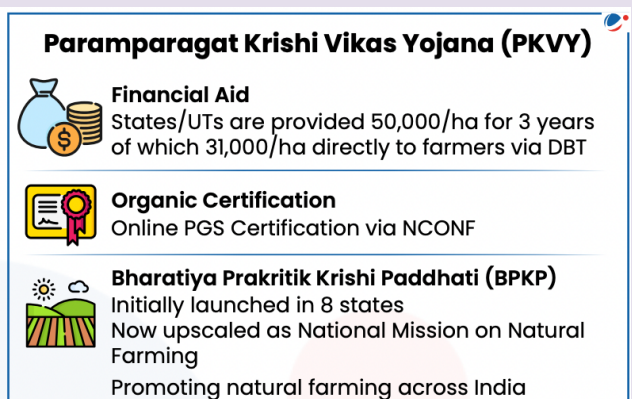 Paramparagat Krishi Vikas Yojana (PKVY)
Financial Aid
States/UTs are provided 50,000/ha for 3 years
of which 31,000/ha directly to farmers via DBT
Organic Certification
Online PGS Certification via NCONF
Bharatiya Prakritik Krishi Paddhati (BPKP)
Initially launched in 8 states
Now upscaled as National Mission on Natural
Farming
Promoting natural farming across India